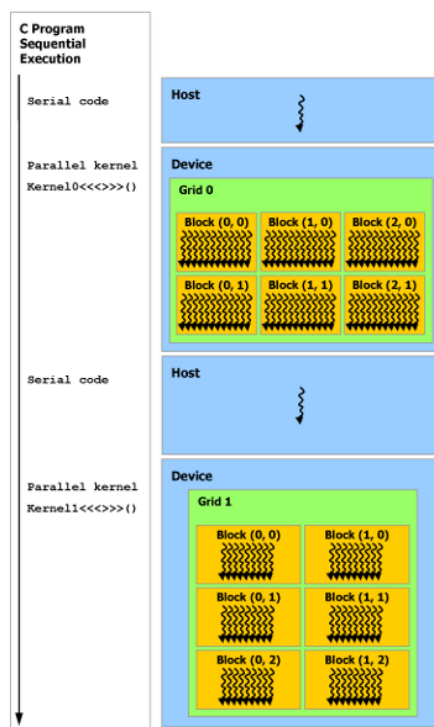 C Program
Sequential
Execution
Serial code
Host
Parallel kernel
Kernel0<<<>>>()
Device
Grid 0
Block (0, 0) Block (1, 0) Block (2, 0)
Block (0, 1) Block (1, 1) Block (2, 1)
Serial code
Host
Parallel kernel
Kernel1<<<>>>()
Device
Grid 1
Block (0, 0) Block (1, 0)
Block (0, 1) Block (1, 1)
Block (0, 2) Block (1, 2)